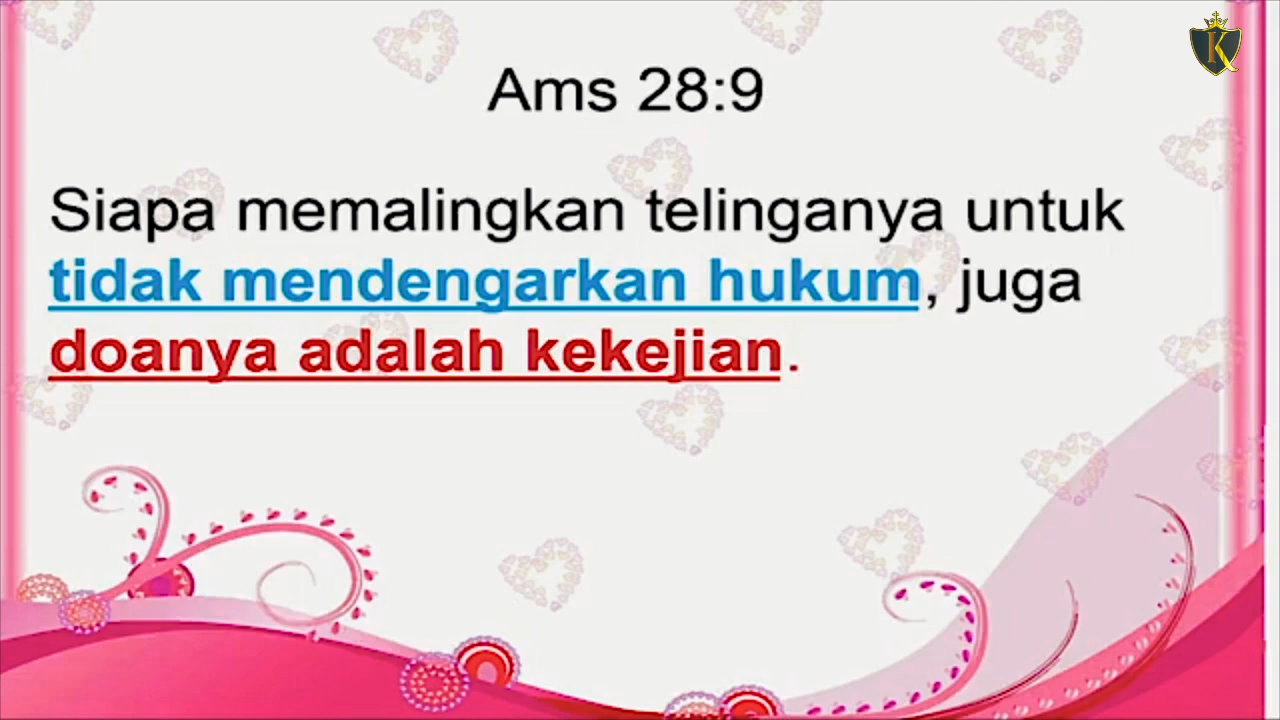 Ams 28:9
Siapa memalingkan telinganya untuk
tidak mendengarkan hukum, juga
doanya adalah kekejian.
K